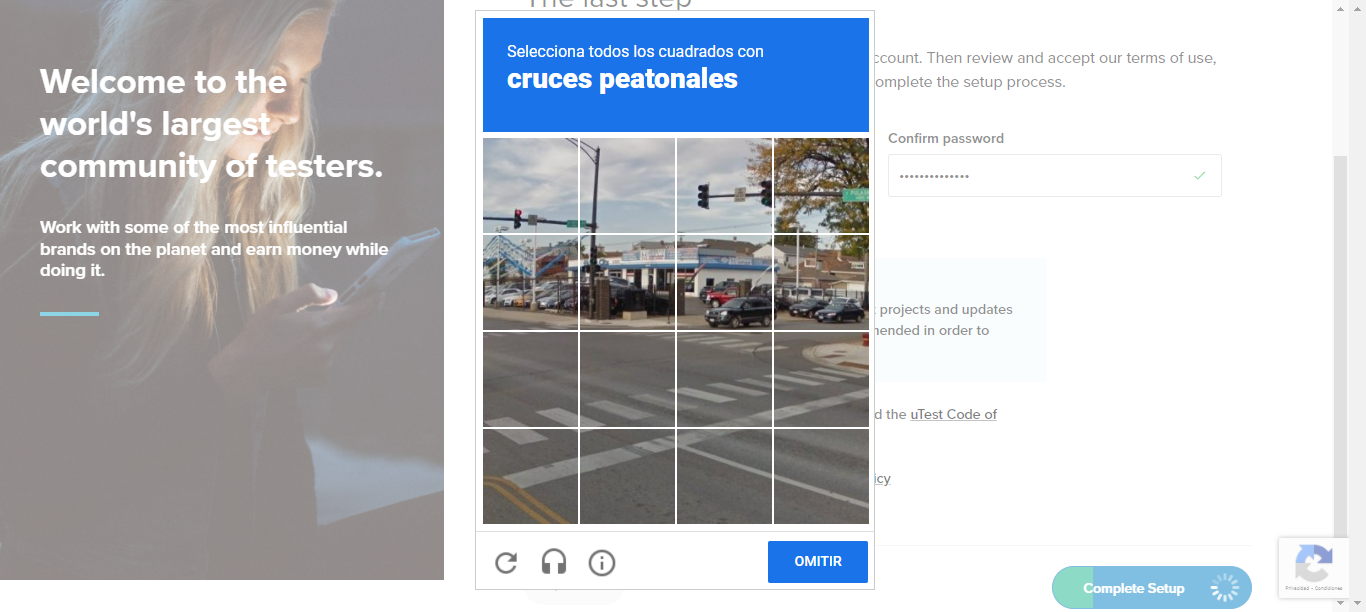 The last step
Welcome to the
world's largest
community of testers.
Work with some of the most influential
brands on the planet and earn money while
doing it.
Selecciona todos los cuadrados con
cruces peatonales
OMITIR
ccount. Then review and accept our terms of use,
omplete the setup process.
Confirm password
••••••••••••••
projects and updates
nended in order to
d the uTest Code of
icy
Complete Setup
Privacidad - Condiciones